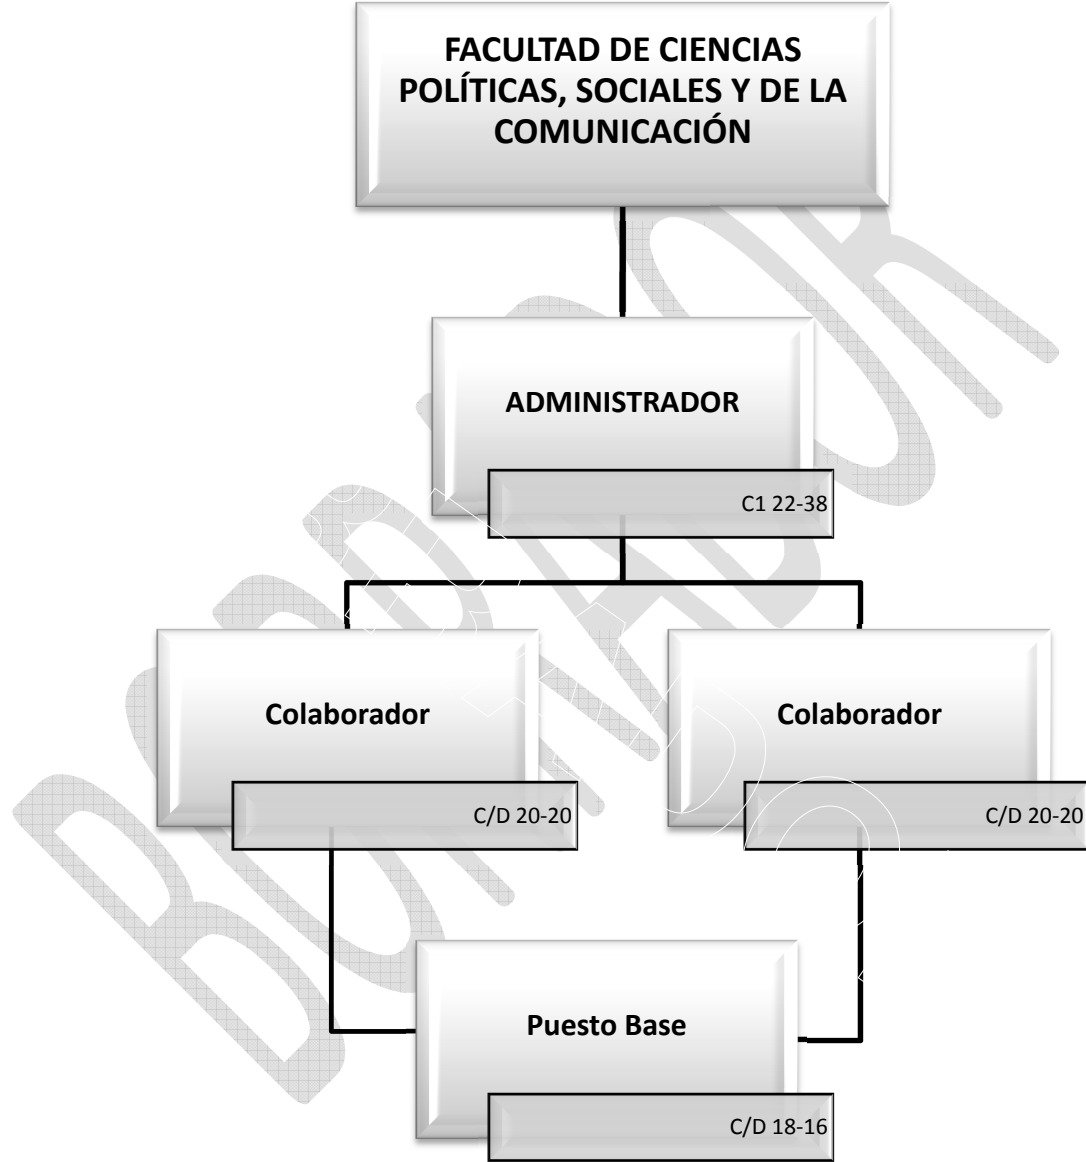 FACULTAD DE CIENCIAS
POLÍTICAS, SOCIALES Y DE LA
COMUNICACIÓN
ADMINISTRADOR
C1 22-38
Colaborador
C/D 20-20
Colaborador
C/D 20-20
Puesto Base
C/D 18-16
BORRADOR